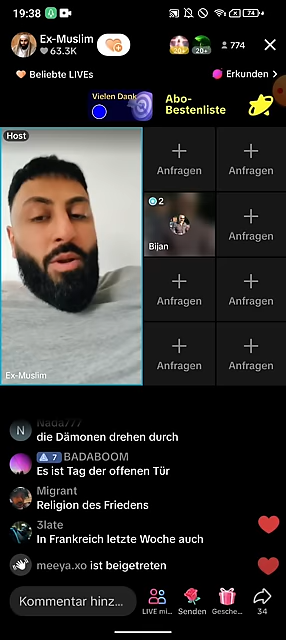 19:38
74
Ex-Muslim
63.3K
20+
20+
774
Beliebte LIVEs
Erkunden >
Vielen Dank
Abo-
Bestenliste
Host
Ex-Muslim
Anfragen
Anfragen
2
Bijan
Anfragen
Anfragen
Anfragen
Anfragen
Anfragen
N
Nada777
die Dämonen drehen durch
7 BADABOOM
Es ist Tag der offenen Tür
Migrant
Religion des Friedens
3late
In Frankreich letzte Woche auch
meeya.xo ist beigetreten
Kommentar hinz...
LIVE mi...
Senden
Gesche...
34